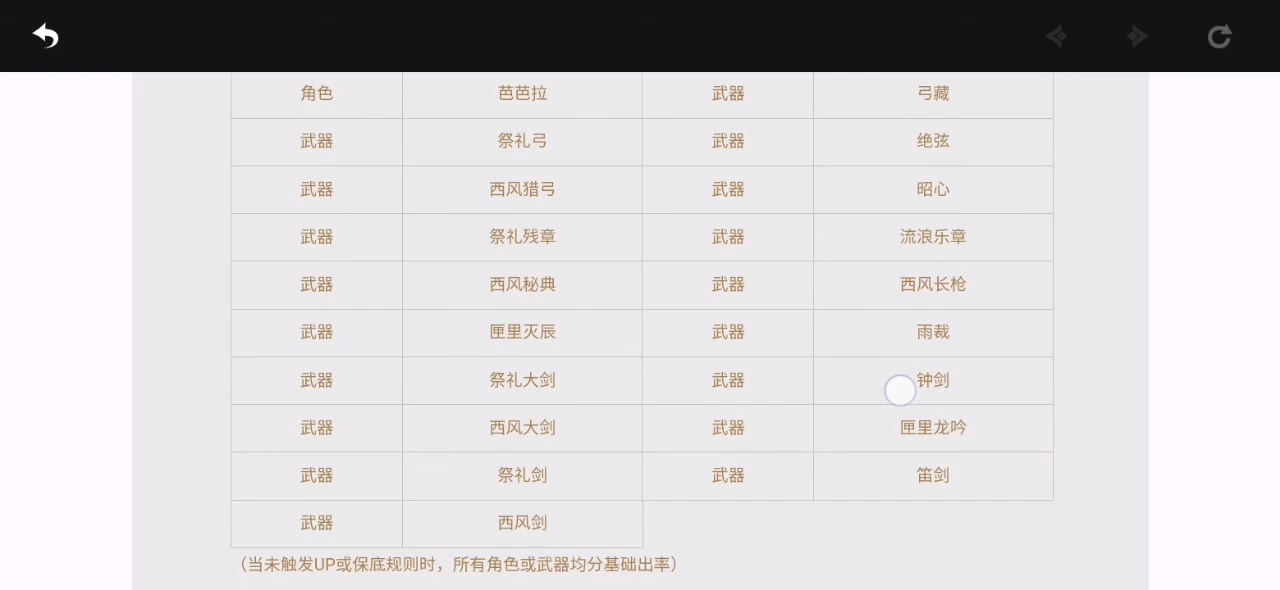 角色 芭芭拉 武器 弓藏
武器 祭礼弓 武器 绝弦
武器 西风猎弓 武器 昭心
武器 祭礼残章 武器 流浪乐章
武器 西风秘典 武器 西风长枪
武器 匣里灭辰 武器 雨裁
武器 祭礼大剑 武器 钟剑
武器 西风大剑 武器 匣里龙吟
武器 祭礼剑 武器 笛剑
武器 西风剑
（当未触发UP或保底规则时，所有角色或武器均分基础出率）